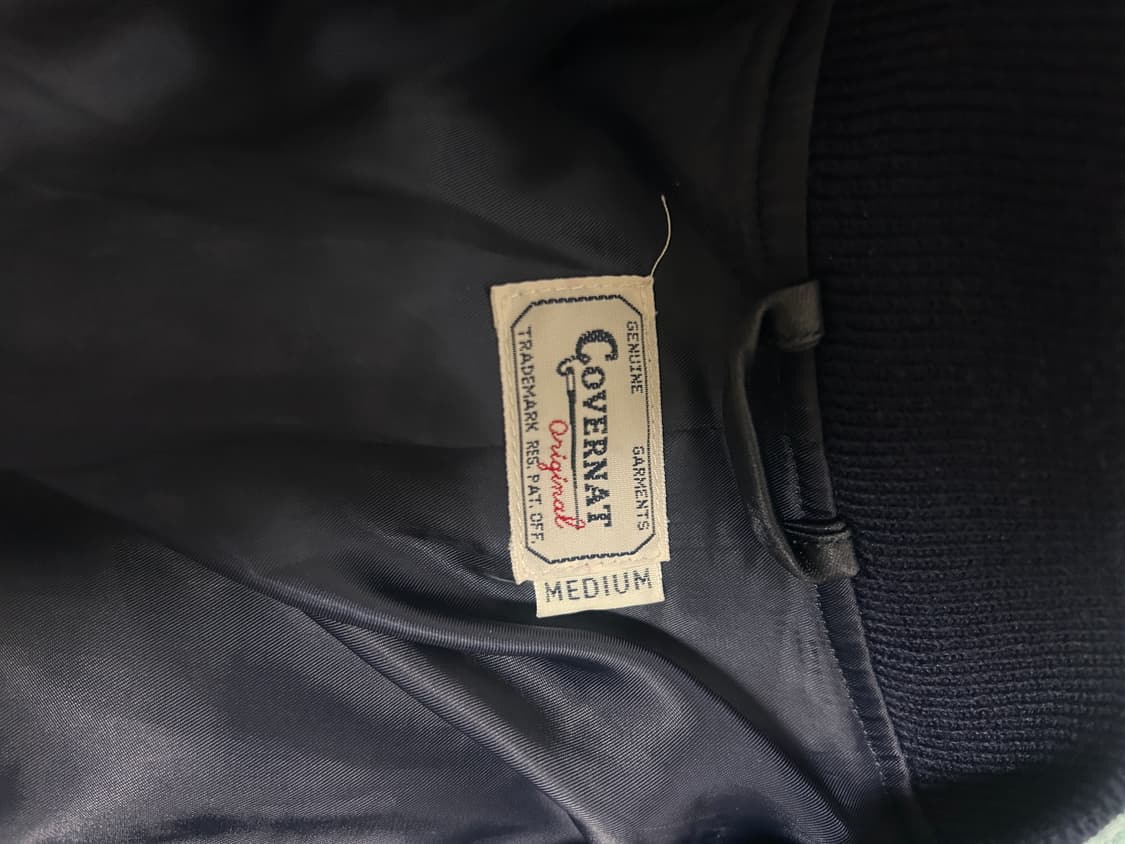 GENUINE GARMENTS
COVERNAT
Original
TRADEMARK REG. PAT. OFF.
MEDIUM